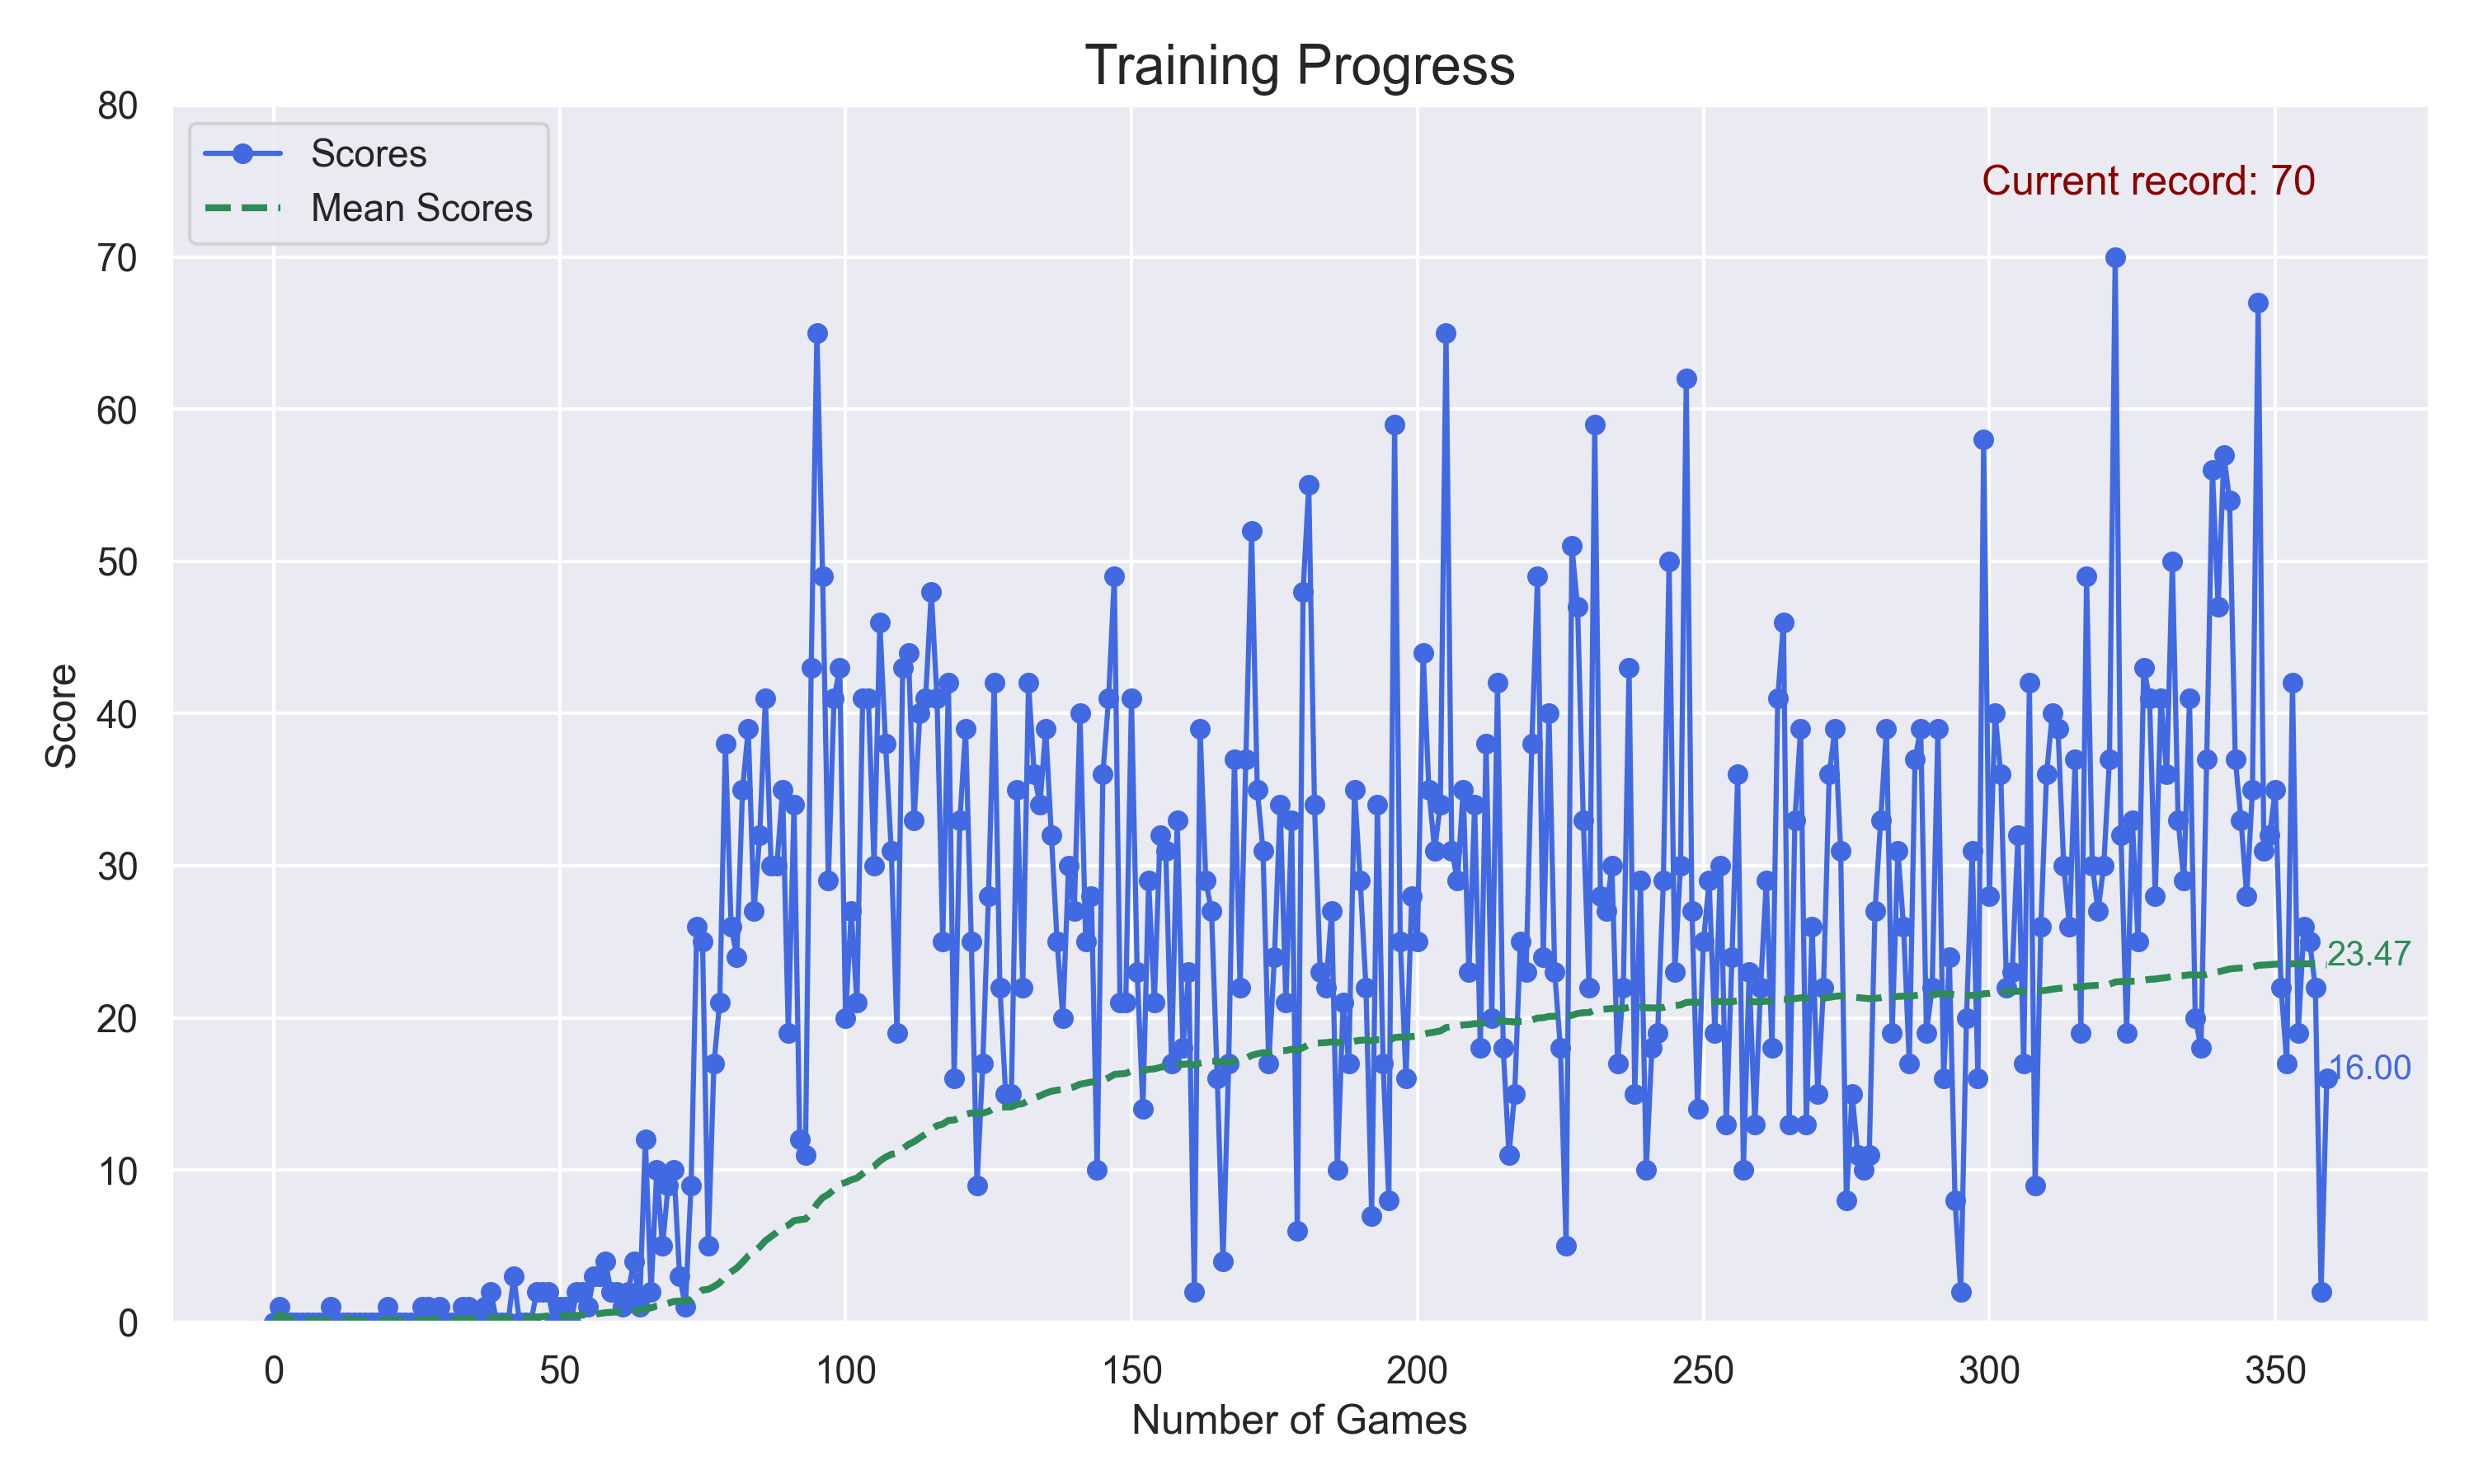 Training Progress
80
70
60
50
40
30
20
10
0
Score
Scores
Mean Scores
Current record: 70
23.47
16.00
0 50 100 150 200 250 300 350
Number of Games